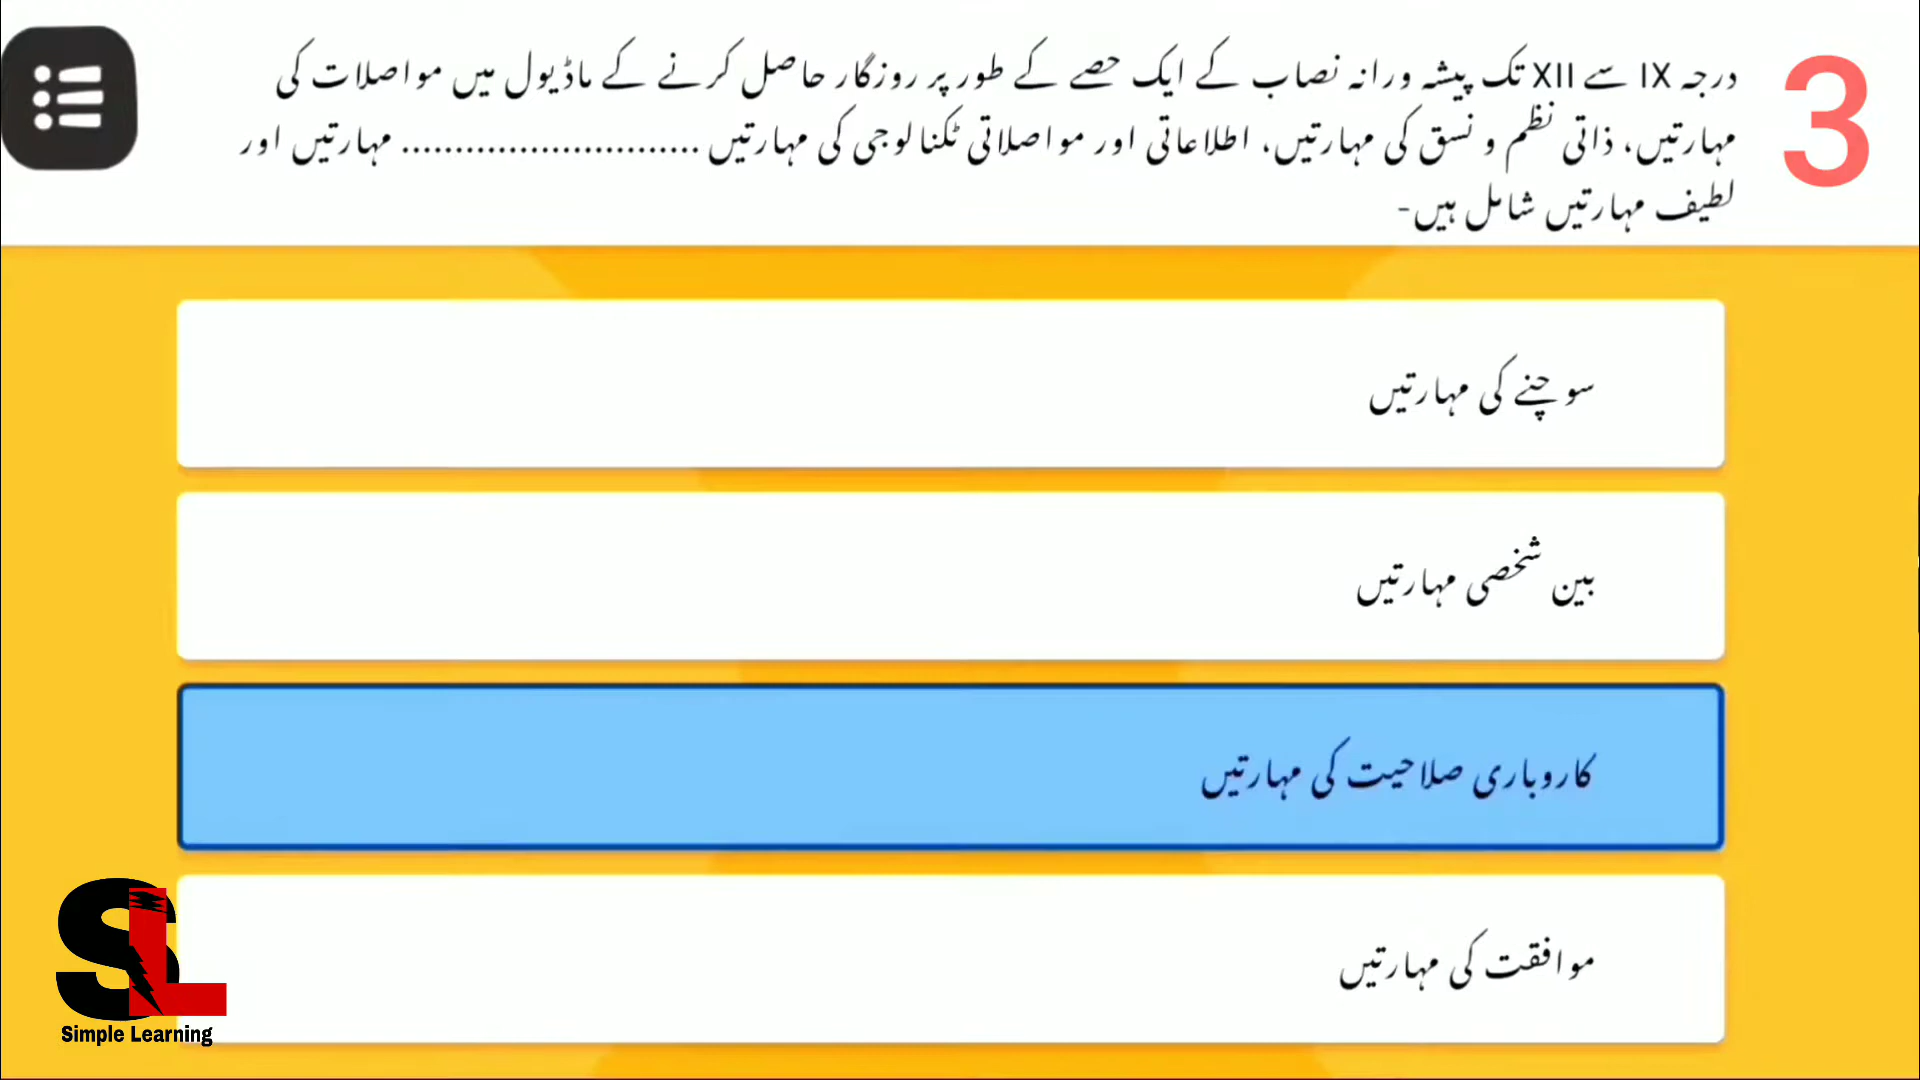 3
درجہ IX سے XII تک پیشہ ورانہ نصاب کے ایک حصے کے طور پر روزگار حاصل کرنے کے ماڈیول میں مواصلات کی
مہارتیں، ذاتی نظم و نسق کی مہارتیں، اطلاعاتی اور مواصلاتی ٹکنالوجی کی مہارتیں ............................ مہارتیں اور
لطیف مہارتیں شامل ہیں-
سوچنے کی مہارتیں
بین شخصی مہارتیں
کاروباری صلاحیت کی مہارتیں
موافقت کی مہارتیں
SL
Simple Learning